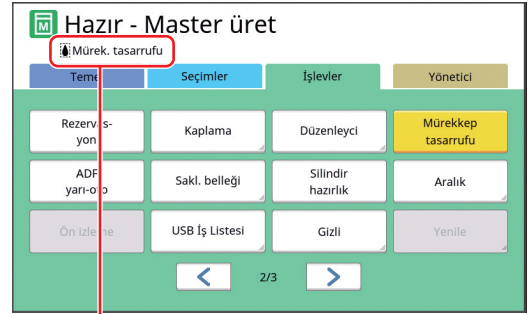 Hazır - Master üret
Mürek. tasarrufu
Temel Seçimler İşlevler Yönetici
Rezervas-
yon
Kaplama
Düzenleyci
Mürekkep
tasarrufu
ADF
yarı-oto
Sakl. belleği
Silindir
hazırlık
Aralık
Ön izleme
USB İş Listesi
Gizli
Yenile
2/3